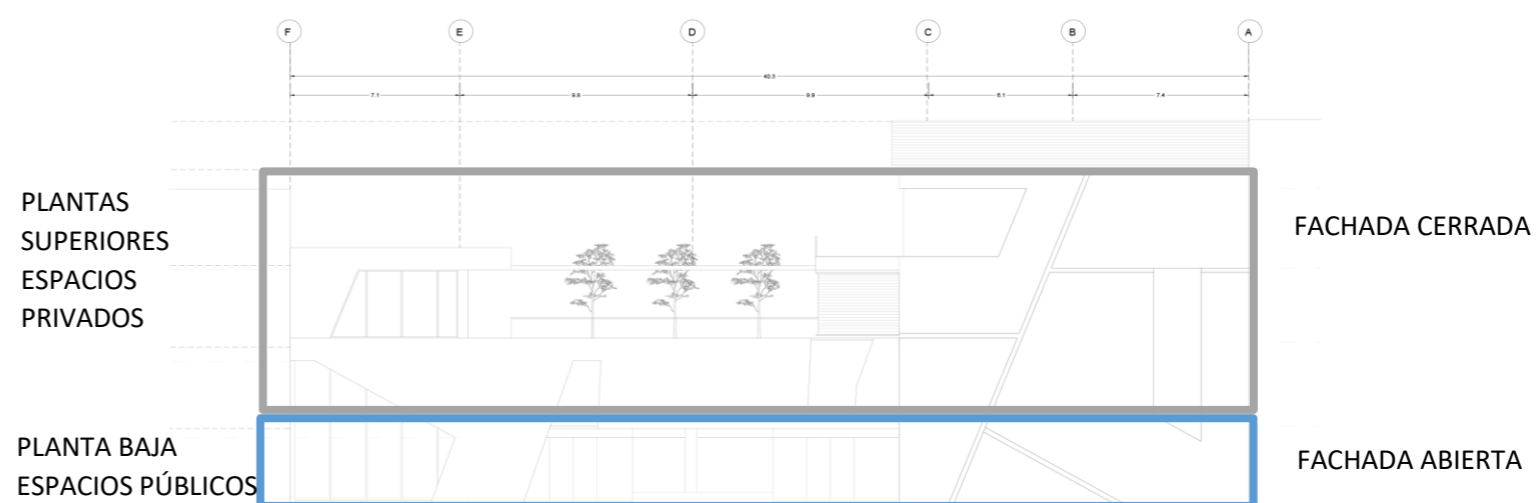 F E D C B A
40.3
7.1 9.8 9.9 6.1 7.4
PLANTAS
SUPERIORES
ESPACIOS
PRIVADOS
FACHADA CERRADA
PLANTA BAJA
ESPACIOS PÚBLICOS
FACHADA ABIERTA